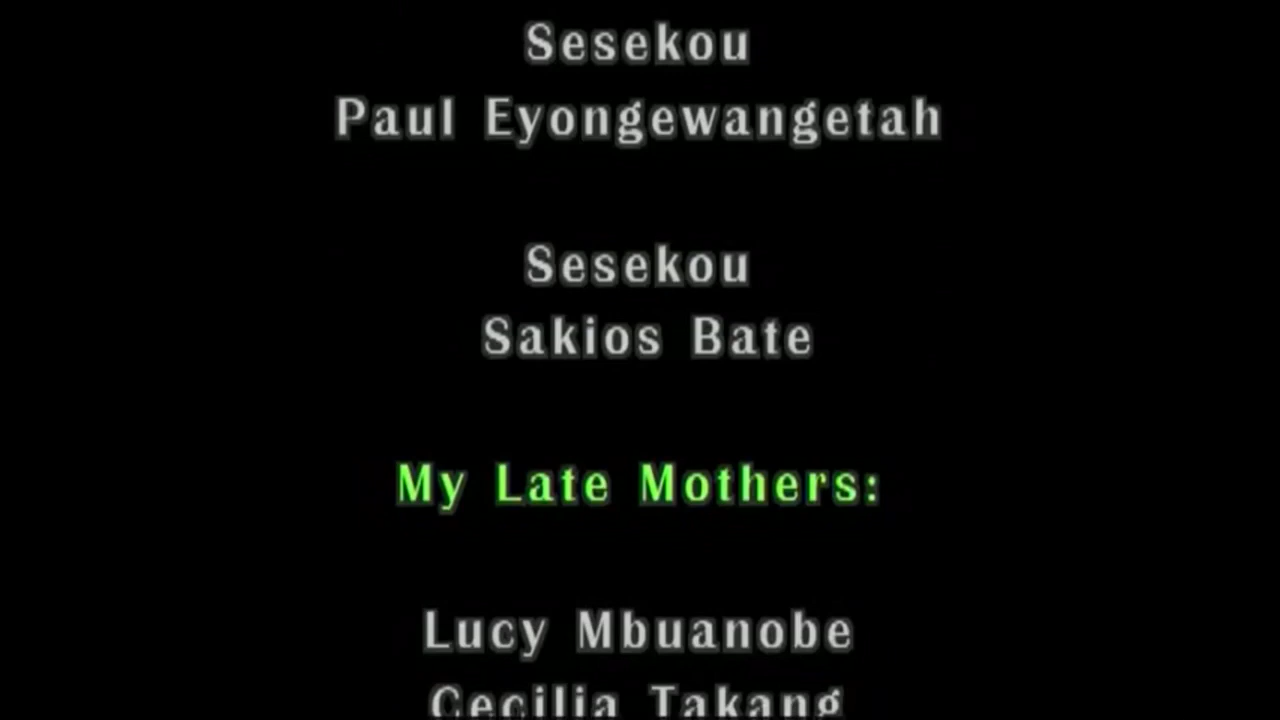 Sesekou
Paul Eyongewangetah
Sesekou
Sakios Bate
My Late Mothers:
Lucy Mbuanobe
Cecilia Takang